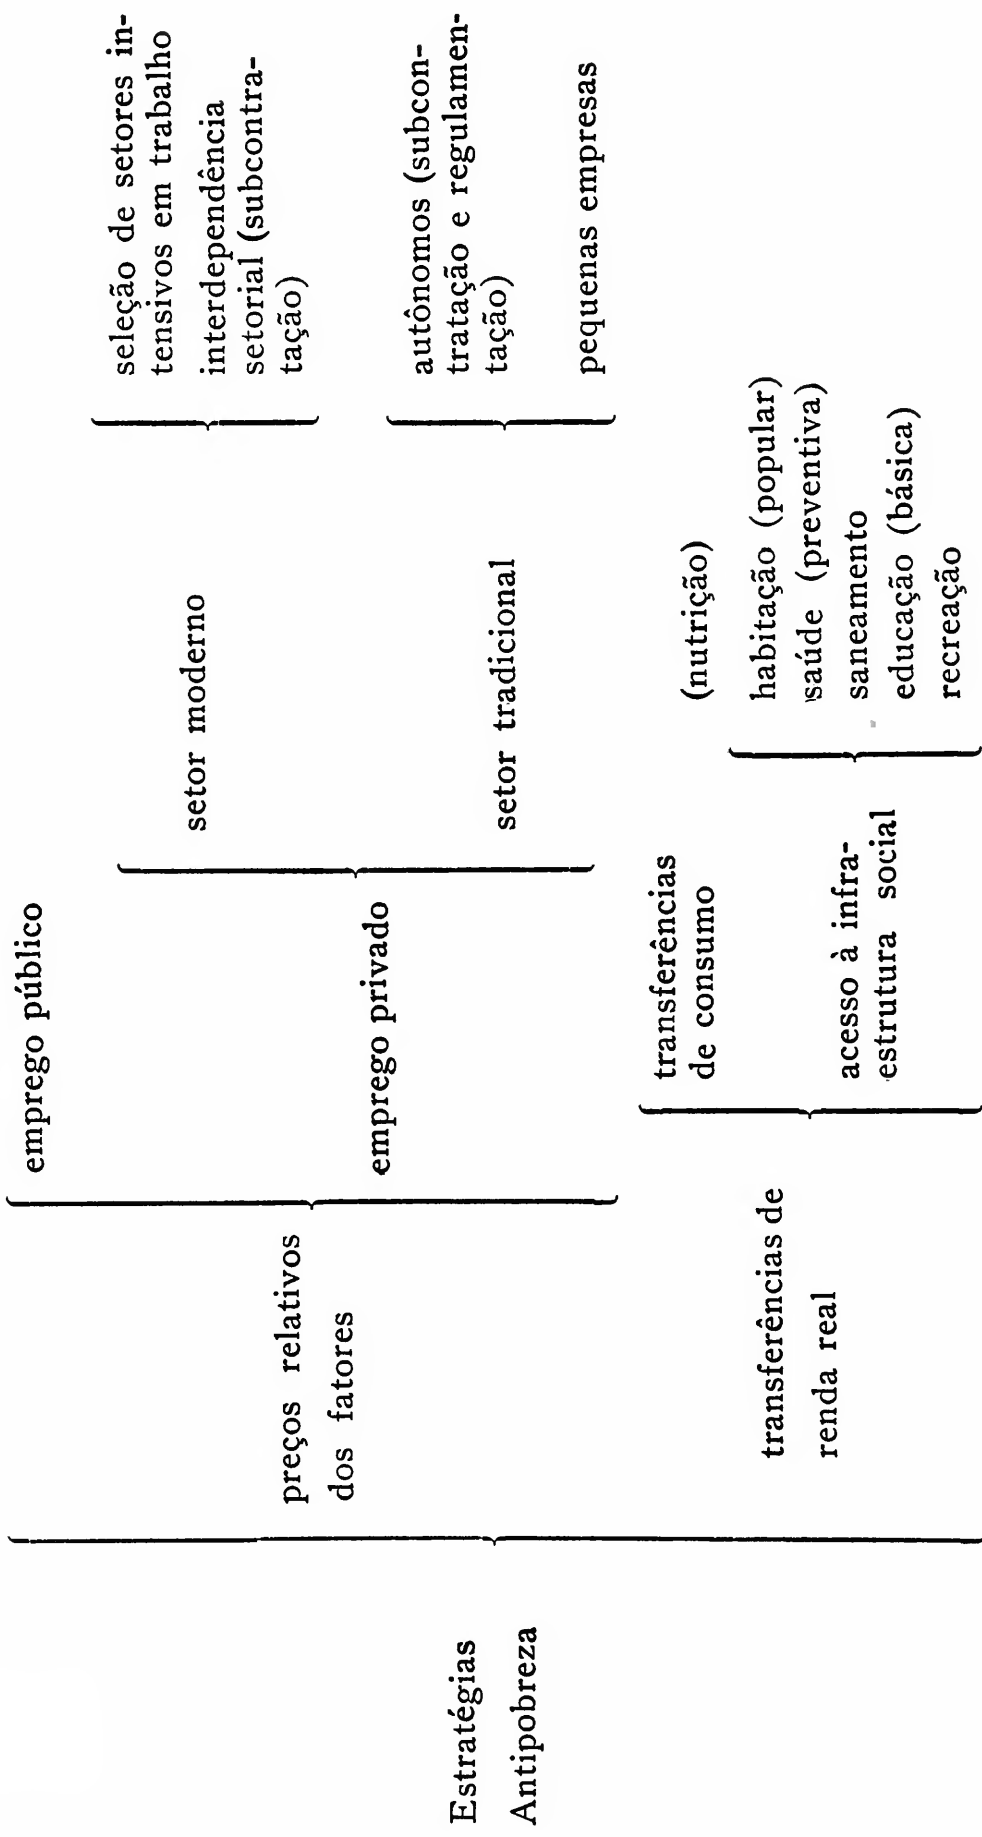 Estratégias
Antipobreza
preços relativos
dos fatores
emprego público
emprego privado
setor moderno
seleção de setores in-
tensivos em trabalho
interdependência
setorial (subcontra-
tação)
setor tradicional
autônomos (subcon-
tratação e regulamen-
tação)
pequenas empresas
transferências de
renda real
transferências
de consumo
(nutrição)
acesso à infra-
estrutura social
habitação (popular)
saúde (preventiva)
saneamento
educação (básica)
recreação